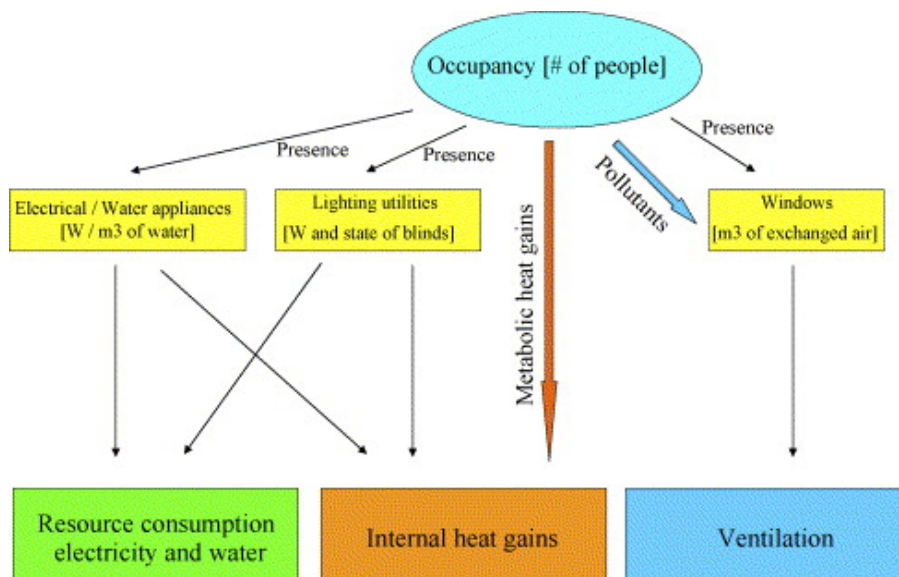 Occupancy [# of people]
Presence
Presence
Presence
Pollutants
Electrical / Water appliances
[W / m3 of water]
Lighting utilities
[W and state of blinds]
Windows
[m3 of exchanged air]
Metabolic heat gains
Resource consumption
electricity and water
Internal heat gains
Ventilation